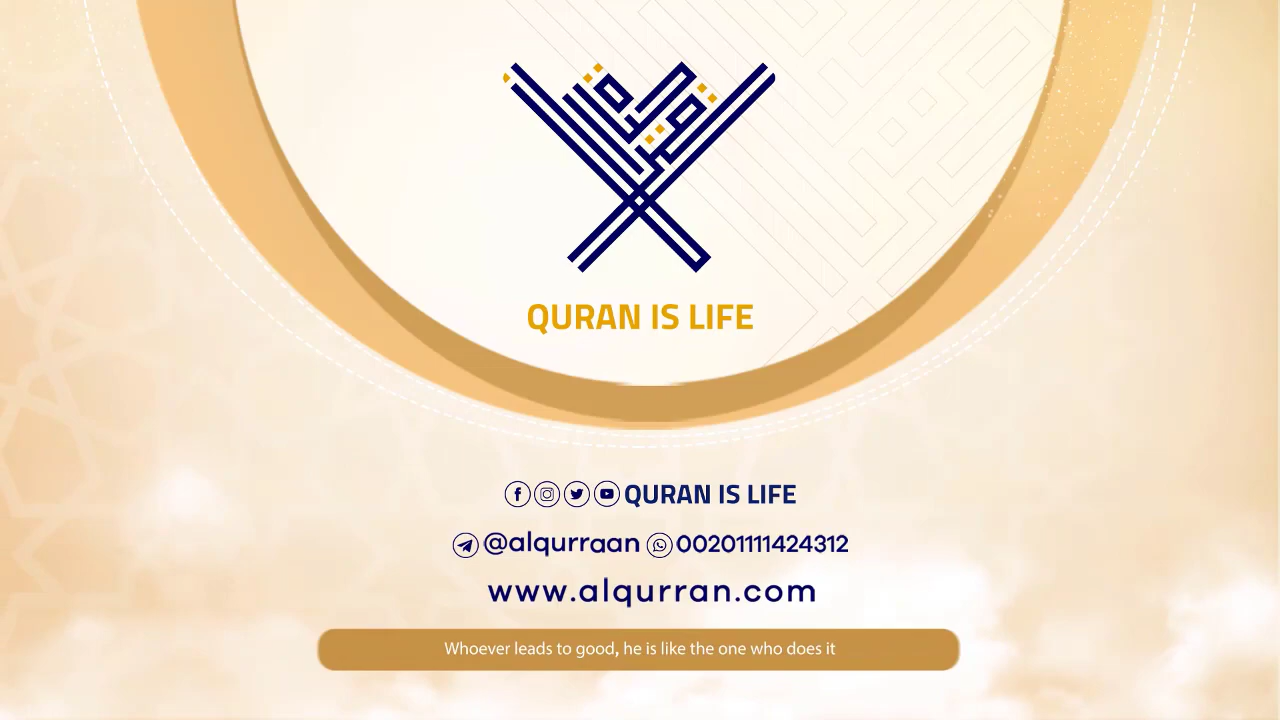 QURAN IS LIFE
QURAN IS LIFE
@alqurraan 00201111424312
www.alqurran.com
Whoever leads to good, he is like the one who does it